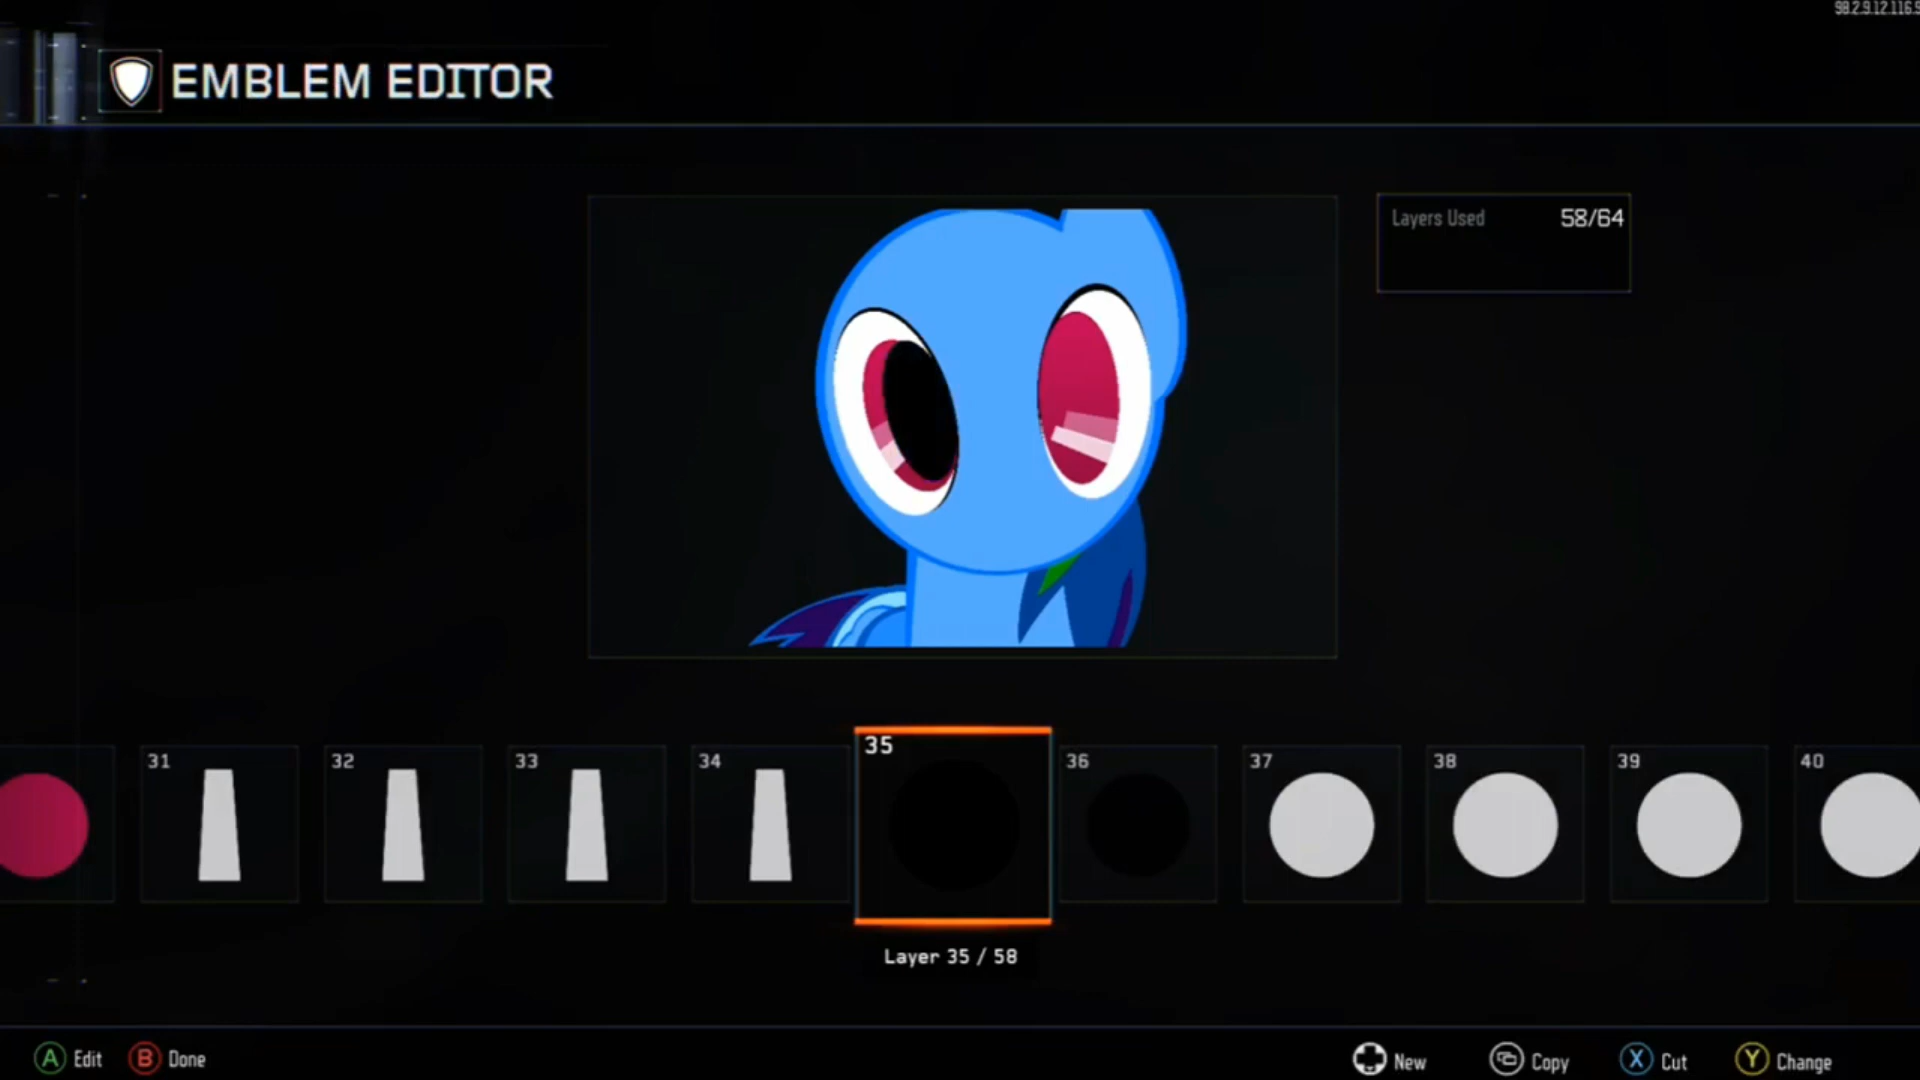 EMBLEM EDITOR
Layers Used 58/64
31
32
33
34
35
36
37
38
39
40
Layer 35 / 58
A Edit
B Done
New
Copy
X Cut
Y Change